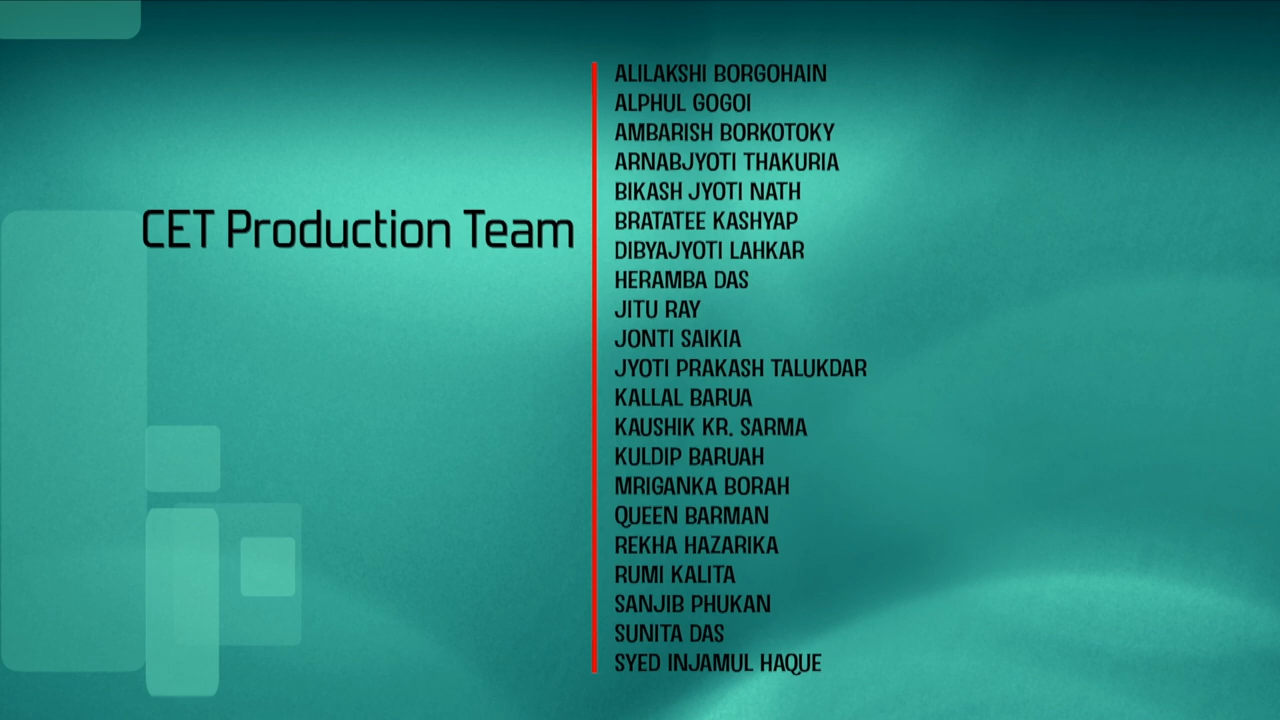 CET Production Team
ALILAKSHI BORGOHAIN
ALPHUL GOGOI
AMBARISH BORKOTOKY
ARNABJYOTI THAKURIA
BIKASH JYOTI NATH
BRATATEE KASHYAP
DIBYAJYOTI LAHKAR
HERAMBA DAS
JITU RAY
JONTI SAIKIA
JYOTI PRAKASH TALUKDAR
KALLAL BARUA
KAUSHIK KR. SARMA
KULDIP BARUAH
MRIGANKA BORAH
QUEEN BARMAN
REKHA HAZARIKA
RUMI KALITA
SANJIB PHUKAN
SUNITA DAS
SYED INJAMUL HAQUE